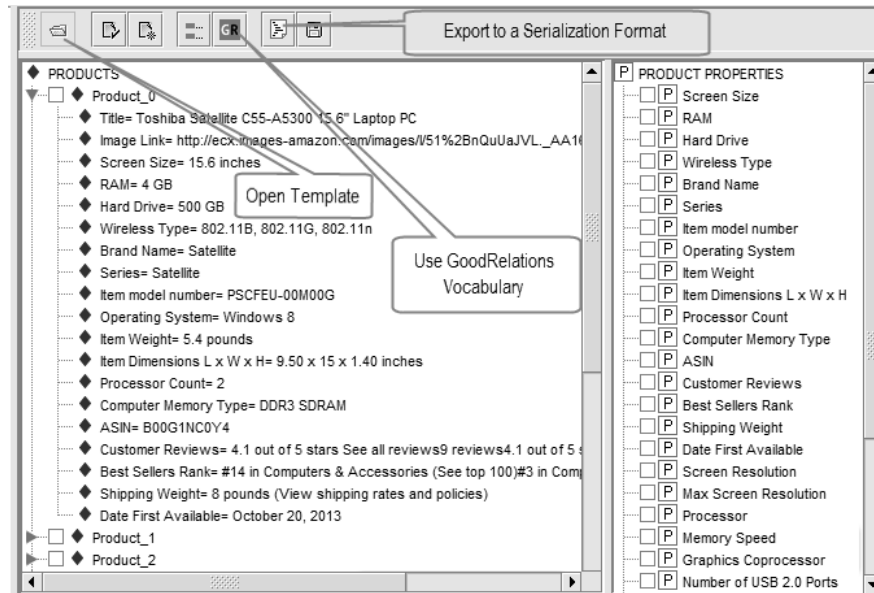 GR
Export to a Serialization Format
PRODUCTS
Product_0
Title= Toshiba Satellite C55-A5300 15.6" Laptop PC
Image Link= http://ecx.images-amazon.com/images/I/51%2BnQuUaJVL._AA16
Screen Size= 15.6 inches
RAM= 4 GB
Hard Drive= 500 GB
Wireless Type= 802.11B, 802.11G, 802.11n
Brand Name= Satellite
Series= Satellite
Item model number= PSCFEU-00M00G
Operating System= Windows 8
Item Weight= 5.4 pounds
Item Dimensions L x W x H= 9.50 x 15 x 1.40 inches
Processor Count= 2
Computer Memory Type= DDR3 SDRAM
ASIN= B00G1NC0Y4
Customer Reviews= 4.1 out of 5 stars See all reviews9 reviews4.1 out of 5 s
Best Sellers Rank= #14 in Computers & Accessories (See top 100)#3 in Comp
Shipping Weight= 8 pounds (View shipping rates and policies)
Date First Available= October 20, 2013
Product_1
Product_2
Open Template
Use GoodRelations
Vocabulary
P PRODUCT PROPERTIES
P Screen Size
P RAM
P Hard Drive
P Wireless Type
P Brand Name
P Series
P Item model number
P Operating System
P Item Weight
P Item Dimensions L x W x H
P Processor Count
P Computer Memory Type
P ASIN
P Customer Reviews
P Best Sellers Rank
P Shipping Weight
P Date First Available
P Screen Resolution
P Max Screen Resolution
P Processor
P Memory Speed
P Graphics Coprocessor
P Number of USB 2.0 Ports